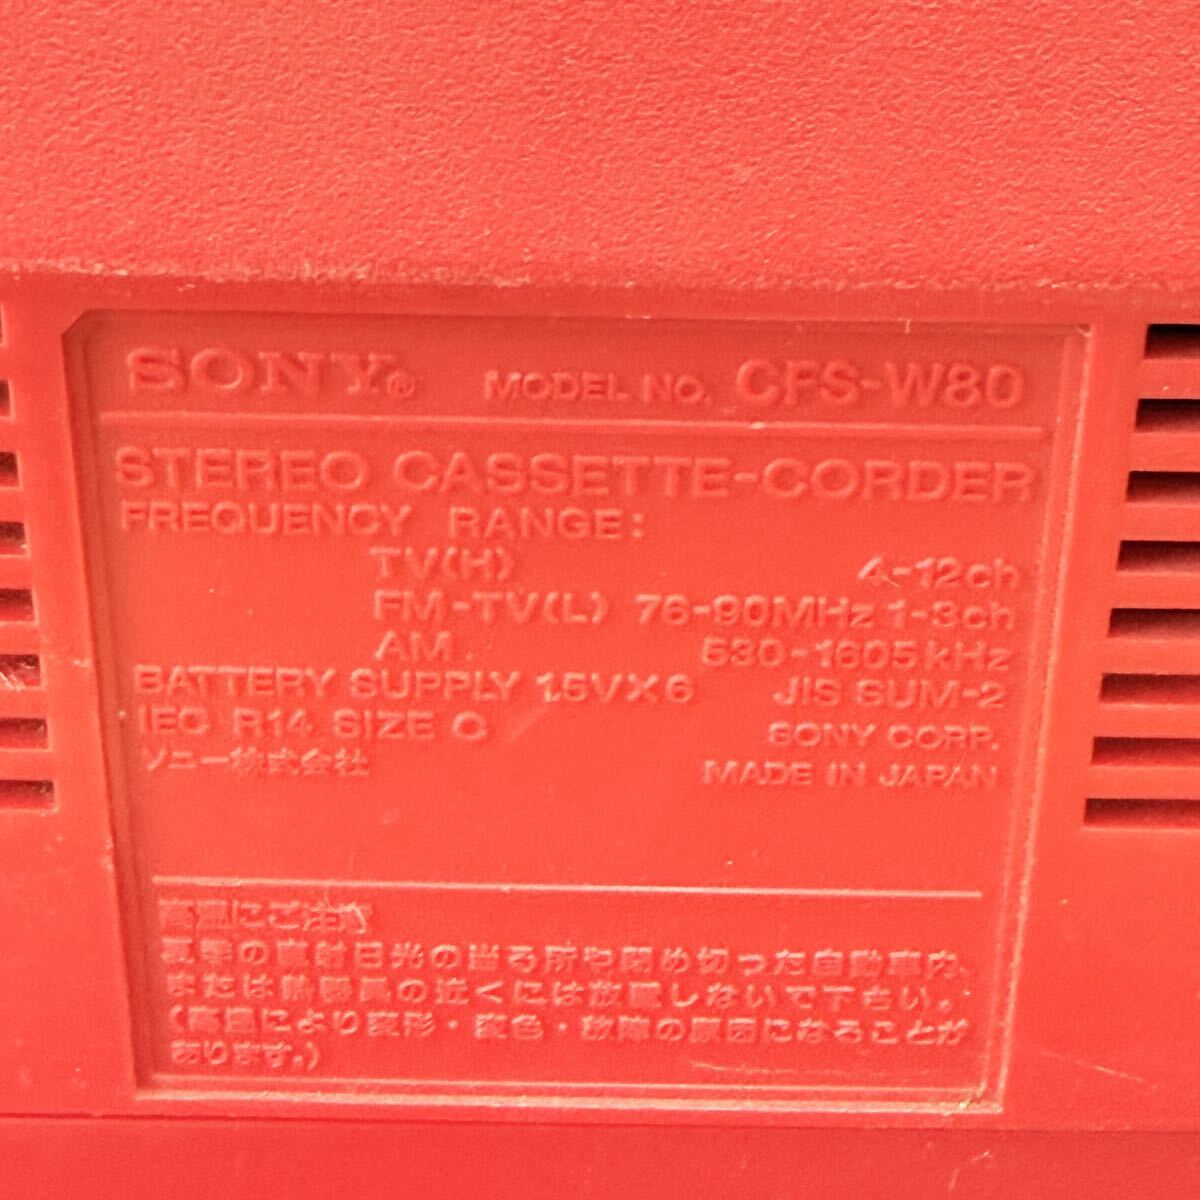 SONY® MODEL NO. CFS-W80
STEREO CASSETTE-CORDER
FREQUENCY RANGE:
TV(H) 4-12ch
FM-TV(L) 76-90MHz 1-3ch
AM 530-1605kHz
BATTERY SUPPLY 1.5V×6 JIS SUM-2
IEC R14 SIZE C SONY CORP.
ソニー株式会社 MADE IN JAPAN
高温にご注意
夏季の直射日光の当る所や閉め切った自動車内、
または熱器具の近くには放置しないで下さい。
(高温により変形・変色・故障の原因になることが
あります。)